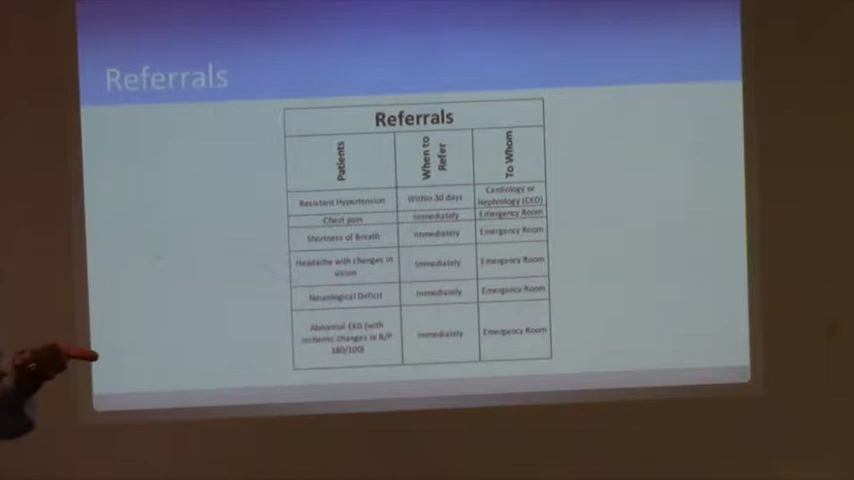 Referrals
Referrals
Patients
When to
Refer
To Whom
Resistant Hypertension
Within 30 days
Cardiology or
Nephrology (CKD)
Chest pain
Immediately
Emergency Room
Shortness of Breath
Immediately
Emergency Room
Headache with changes in
vision
Immediately
Emergency Room
Neurological Deficit
Immediately
Emergency Room
Abnormal EKG (with
ischemic changes or B/P
180/100)
Immediately
Emergency Room